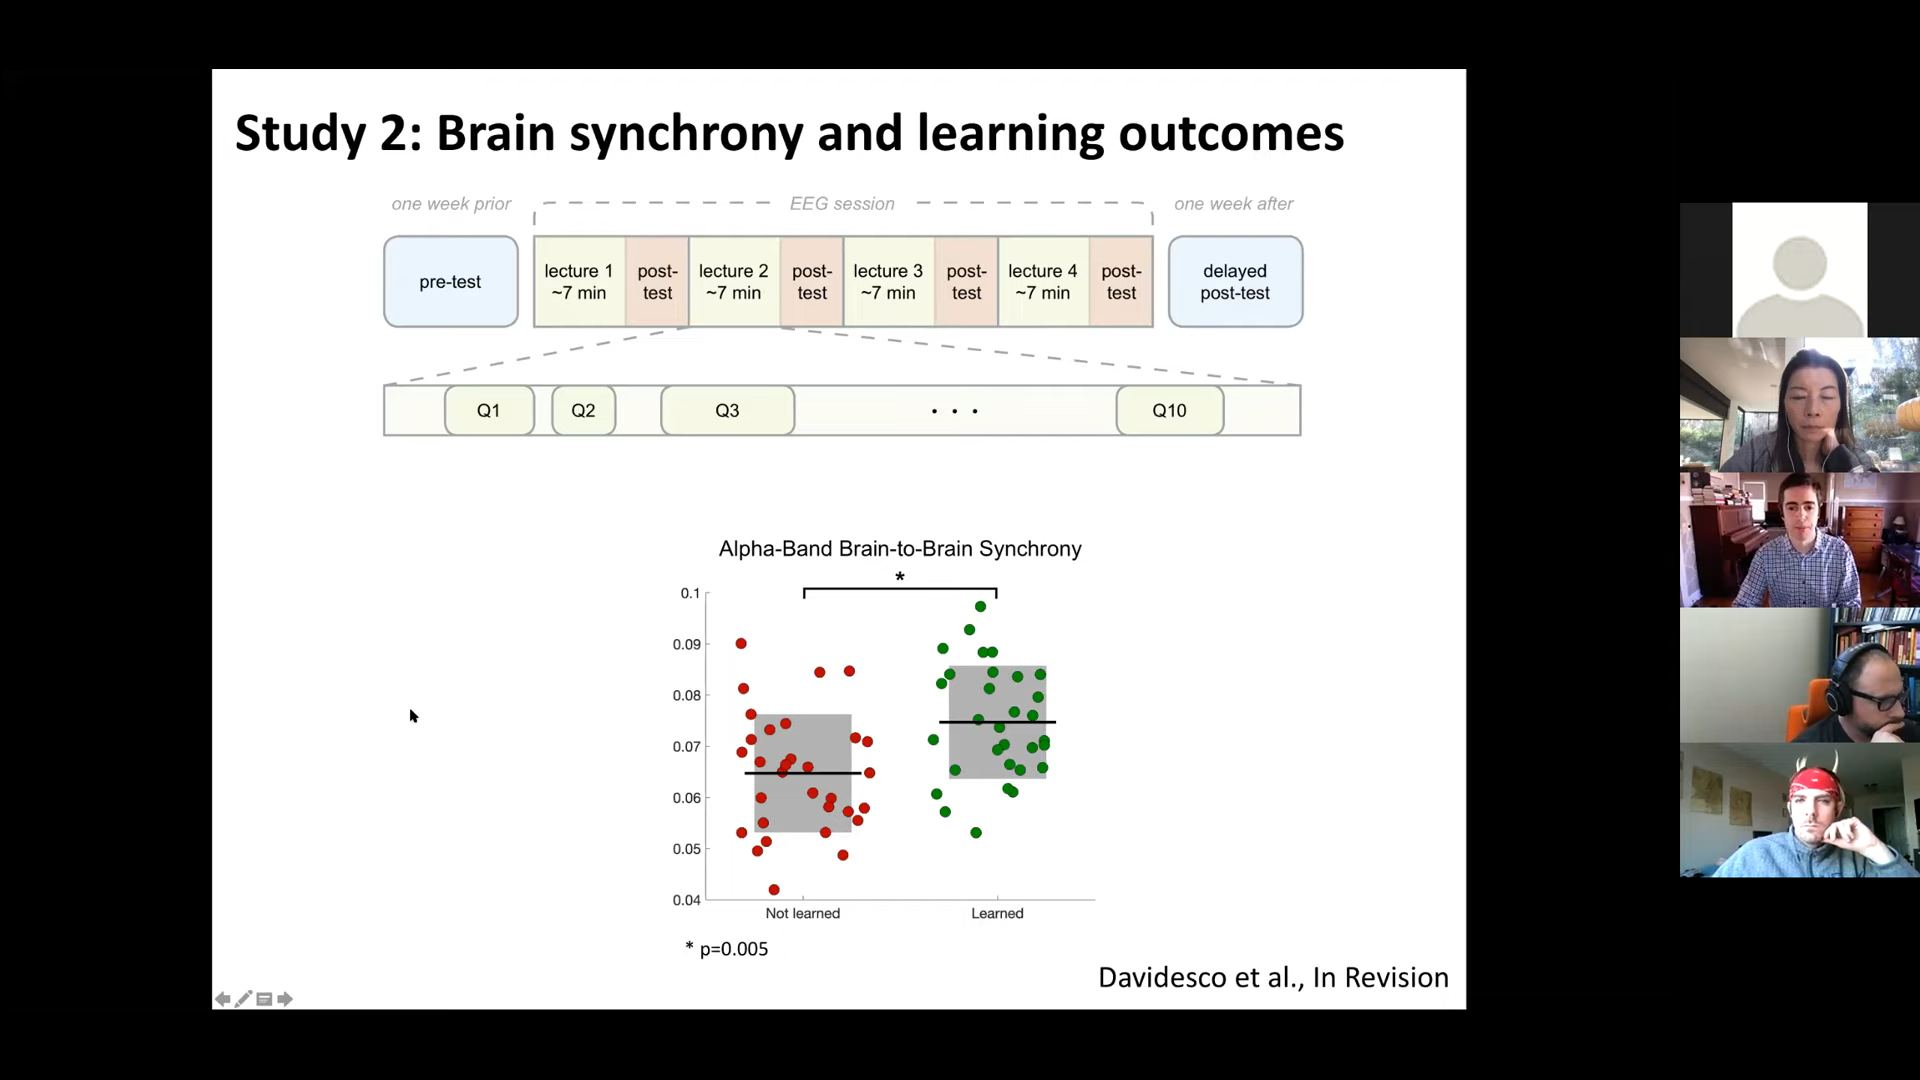 Study 2: Brain synchrony and learning outcomes
one week prior
EEG session
one week after
pre-test
lecture 1
~7 min
post-
test
lecture 2
~7 min
post-
test
lecture 3
~7 min
post-
test
lecture 4
~7 min
post-
test
delayed
post-test
Q1
Q2
Q3
• • •
Q10
Alpha-Band Brain-to-Brain Synchrony
*
0.1
0.09
0.08
0.07
0.06
0.05
0.04
Not learned
Learned
* p=0.005
Davidesco et al., In Revision